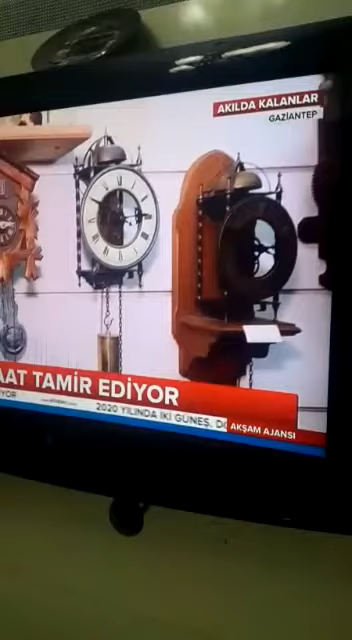 AKILDA KALANLAR
GAZİANTEP
AAT TAMİR EDİYOR
2020 YILINDA İKİ GÜNEŞ,
AKŞAM AJANSI